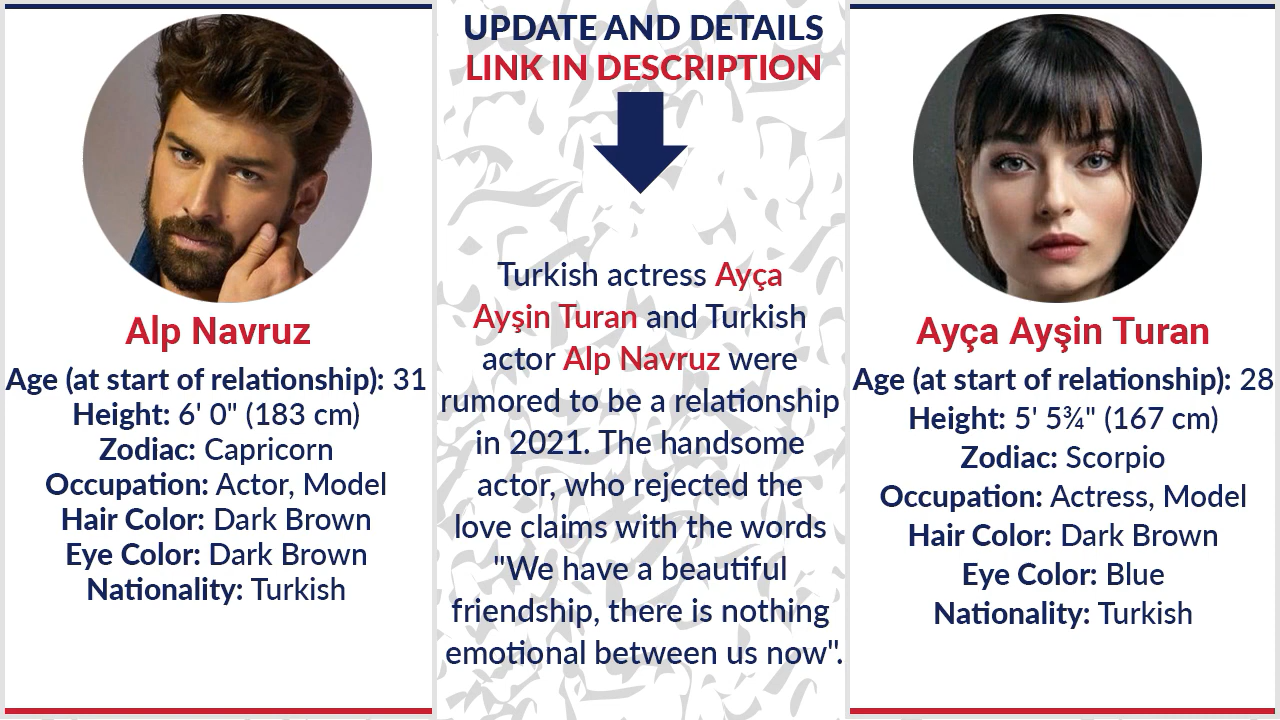 Alp Navruz
Age (at start of relationship): 31
Height: 6' 0" (183 cm)
Zodiac: Capricorn
Occupation: Actor, Model
Hair Color: Dark Brown
Eye Color: Dark Brown
Nationality: Turkish
UPDATE AND DETAILS
LINK IN DESCRIPTION
Turkish actress Ayça
Ayşin Turan and Turkish
actor Alp Navruz were
rumored to be a relationship
in 2021. The handsome
actor, who rejected the
love claims with the words
"We have a beautiful
friendship, there is nothing
emotional between us now".
Ayça Ayşin Turan
Age (at start of relationship): 28
Height: 5' 5¾" (167 cm)
Zodiac: Scorpio
Occupation: Actress, Model
Hair Color: Dark Brown
Eye Color: Blue
Nationality: Turkish